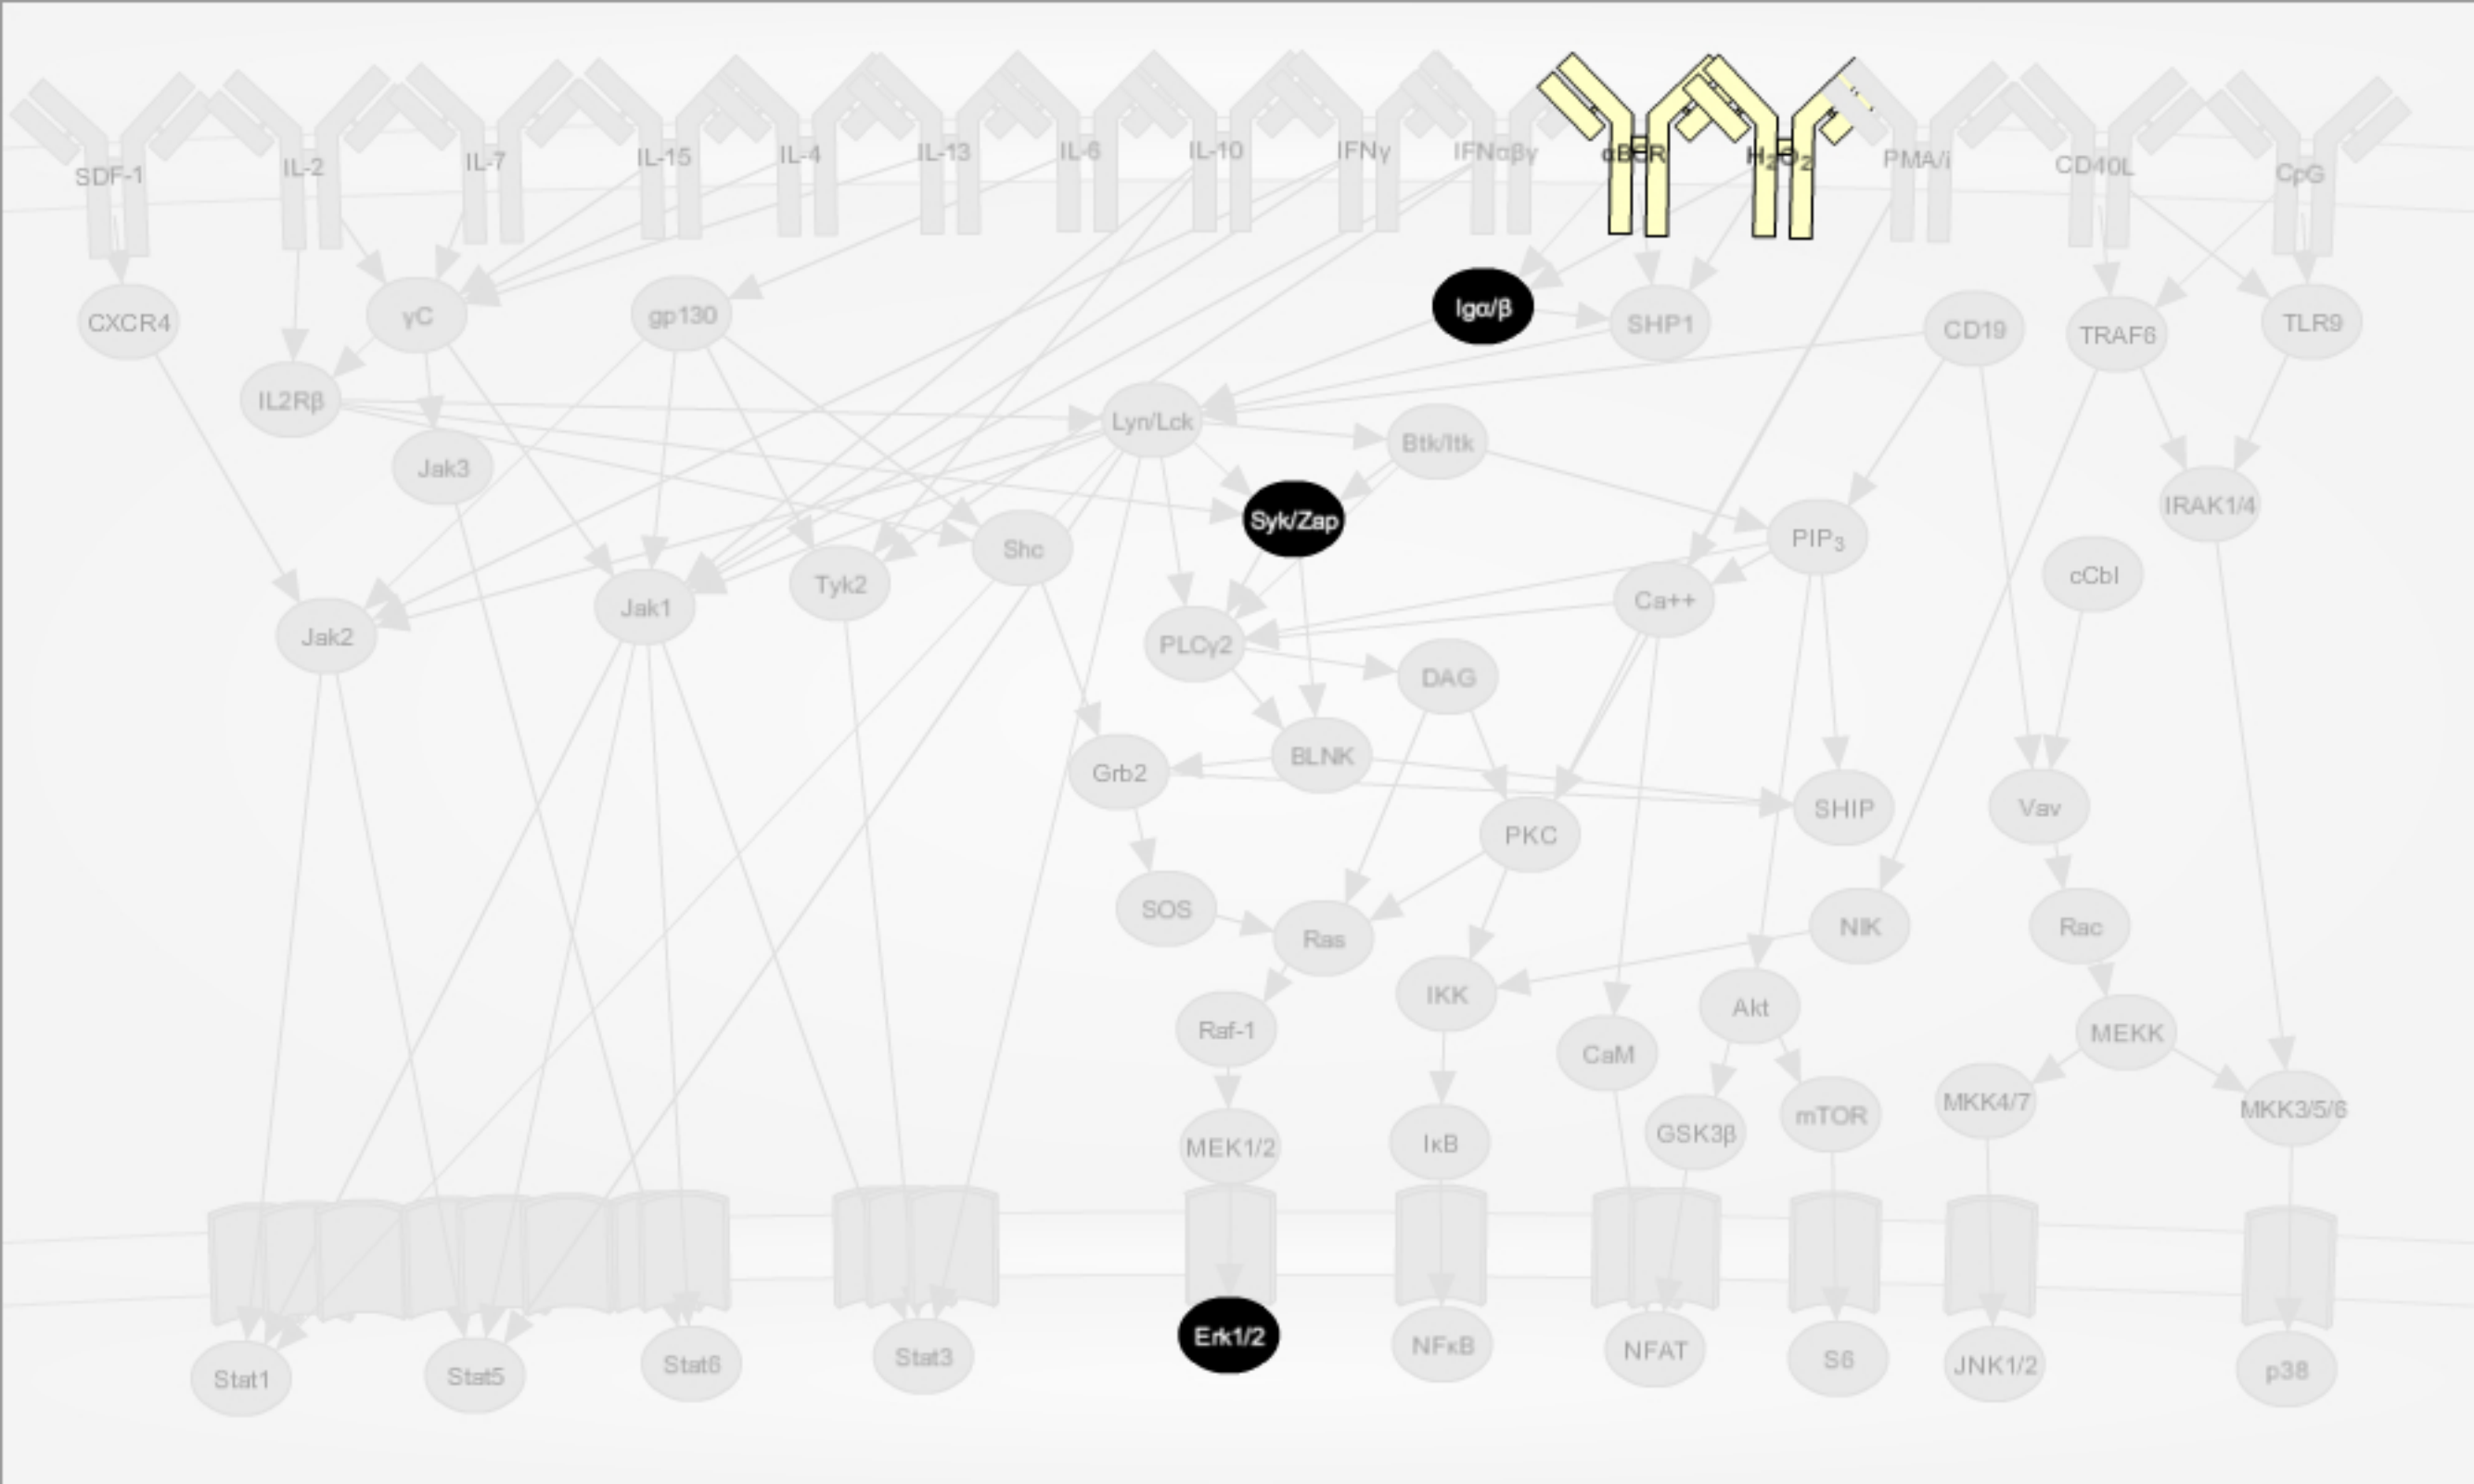 SDF-1
IL-2
IL-7
IL-15
IL-4
IL-13
IL-6
IL-10
IFNγ
IFNαβγ
αBCR
H₂O₂
PMA/i
CD40L
CpG
CXCR4
γC
gp130
Igα/β
SHP1
CD19
TRAF6
TLR9
IL2Rβ
Jak3
Lyn/Lck
Btk/Itk
Syk/Zap
IRAK1/4
PIP₃
Shc
Tyk2
Jak1
Jak2
Ca++
cCbl
PLCγ2
DAG
BLNK
Grb2
PKC
SHIP
Vav
SOS
Ras
NIK
Rac
IKK
Akt
Raf-1
CaM
MEKK
MEK1/2
IκB
GSK3β
mTOR
MKK4/7
MKK3/5/6
Stat1
Stat5
Stat6
Stat3
Erk1/2
NFκB
NFAT
S6
JNK1/2
p38